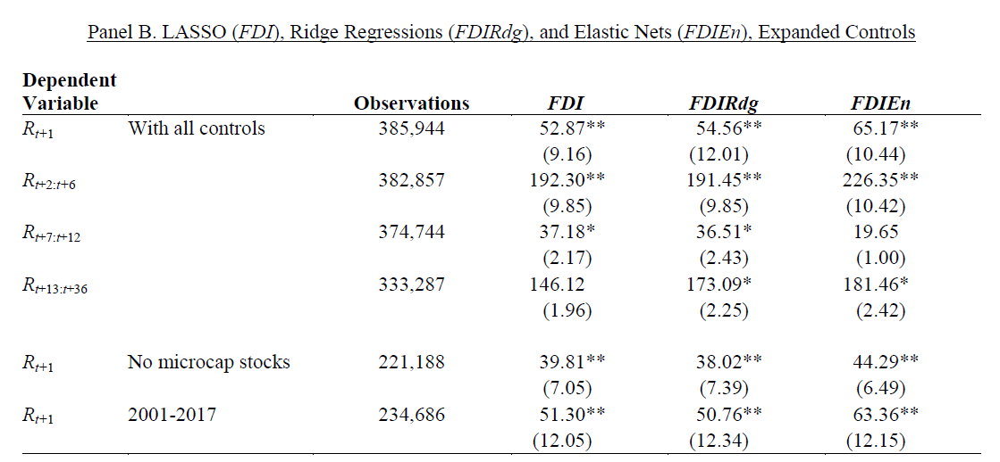 Panel B. LASSO (FDI), Ridge Regressions (FDIRdg), and Elastic Nets (FDIEn), Expanded Controls
Dependent
Variable Observations FDI FDIRdg FDIEn
Rt+1 With all controls 385,944 52.87** 54.56** 65.17**
(9.16) (12.01) (10.44)
Rt+2:t+6 382,857 192.30** 191.45** 226.35**
(9.85) (9.85) (10.42)
Rt+7:t+12 374,744 37.18* 36.51* 19.65
(2.17) (2.43) (1.00)
Rt+13:t+36 333,287 146.12 173.09* 181.46*
(1.96) (2.25) (2.42)
Rt+1 No microcap stocks 221,188 39.81** 38.02** 44.29**
(7.05) (7.39) (6.49)
Rt+1 2001-2017 234,686 51.30** 50.76** 63.36**
(12.05) (12.34) (12.15)